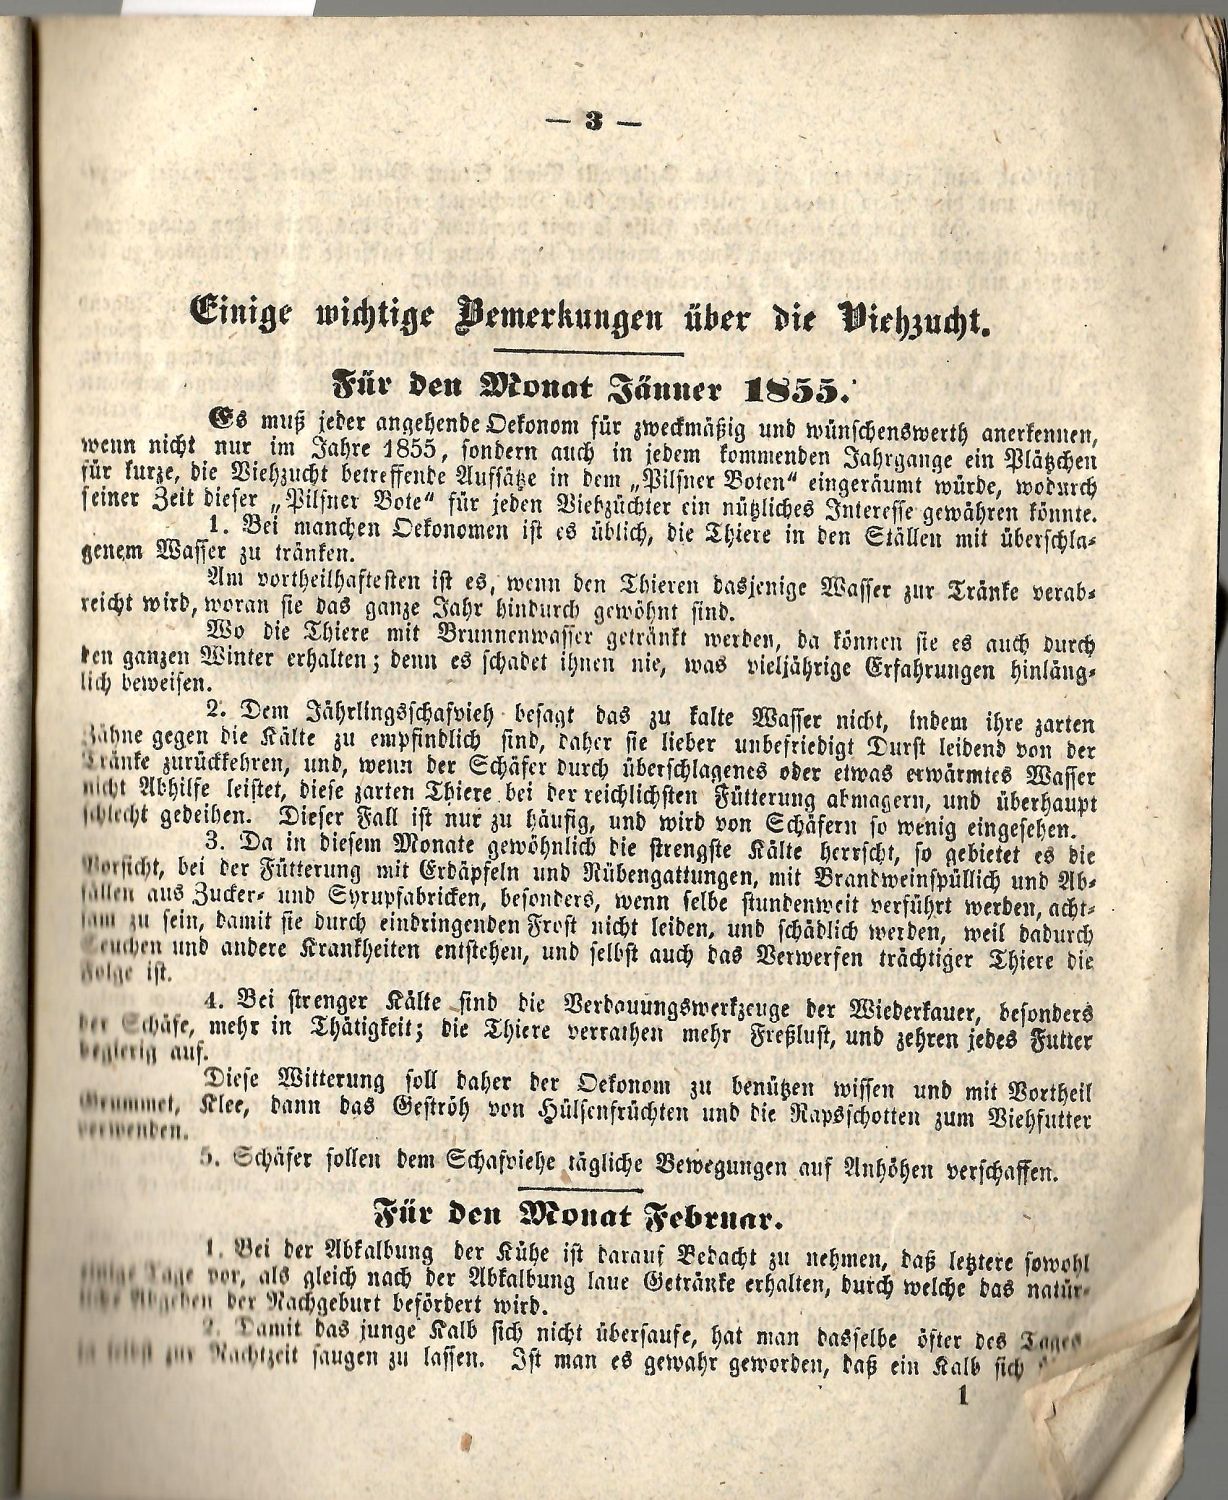 — 3 —
Einige wichtige Bemerkungen über die Viehzucht.
Für den Monat Jänner 1855.
Es muß jeder angehende Oekonom für zweckmäßig und wünschenswerth anerkennen,
wenn nicht nur im Jahre 1855, sondern auch in jedem kommenden Jahrgange ein Plätzchen
für kurze, die Viehzucht betreffende Aufsätze in dem „Pilsner Boten“ eingeräumt würde, wodurch
seiner Zeit dieser „Pilsner Bote“ für jeden Viehzüchter ein nützliches Interesse gewähren könnte.
1. Bei manchen Oekonomen ist es üblich, die Thiere in den Ställen mit überschla-
genem Wasser zu tränken.
Am vortheilhaftesten ist es, wenn den Thieren dasjenige Wasser zur Tränke verab-
reicht wird, woran sie das ganze Jahr hindurch gewöhnt sind.
Wo die Thiere mit Brunnenwasser getränkt werden, da können sie es auch durch
den ganzen Winter erhalten; denn es schadet ihnen nie, was vieljährige Erfahrungen hinläng-
lich beweisen.
2. Dem Jährlingsschafvieh besagt das zu kalte Wasser nicht, indem ihre zarten
Zähne gegen die Kälte zu empfindlich sind, daher sie lieber unbefriedigt Durst leidend von der
Tränke zurückkehren, und, wenn der Schäfer durch überschlagenes oder etwas erwärmtes Wasser
nicht Abhilfe leistet, diese zarten Thiere bei der reichlichsten Fütterung abmagern, und überhaupt
schlecht gedeihen. Dieser Fall ist nur zu häufig, und wird von Schäfern so wenig eingesehen.
3. Da in diesem Monate gewöhnlich die strengste Kälte herrscht, so gebietet es die
Vorsicht, bei der Fütterung mit Erdäpfeln und Rübengattungen, mit Brandweinspüllich und Ab-
fällen aus Zucker- und Syrupfabricken, besonders, wenn selbe stundenweit verführt werden, acht-
sam zu sein, damit sie durch eindringenden Frost nicht leiden, und schädlich werden, weil dadurch
Seuchen und andere Krankheiten entstehen, und selbst auch das Verwerfen trächtiger Thiere die
Folge ist.
4. Bei strenger Kälte sind die Verdauungswerkzeuge der Wiederkauer, besonders
der Schäfe, mehr in Thätigkeit; die Thiere verrathen mehr Freßlust, und zehren jedes Futter
begierig auf.
Diese Witterung soll daher der Oekonom zu benützen wissen und mit Vortheil
Grummet, Klee, dann das Geströh von Hülsenfrüchten und die Rapsschotten zum Viehfutter
verwenden.
5. Schäfer sollen dem Schafviehe tägliche Bewegungen auf Anhöhen verschaffen.
Für den Monat Februar.
1. Bei der Abkalbung der Kühe ist darauf Bedacht zu nehmen, daß letztere sowohl
einige Tage vor, als gleich nach der Abkalbung laue Getränke erhalten, durch welche das natür-
liche Abgehen der Nachgeburt befördert wird.
2. Damit das junge Kalb sich nicht übersaufe, hat man dasselbe öfter des Tages
ja selbst zur Nachtzeit saugen zu lassen. Ist man es gewahr geworden, daß ein Kalb sich
1